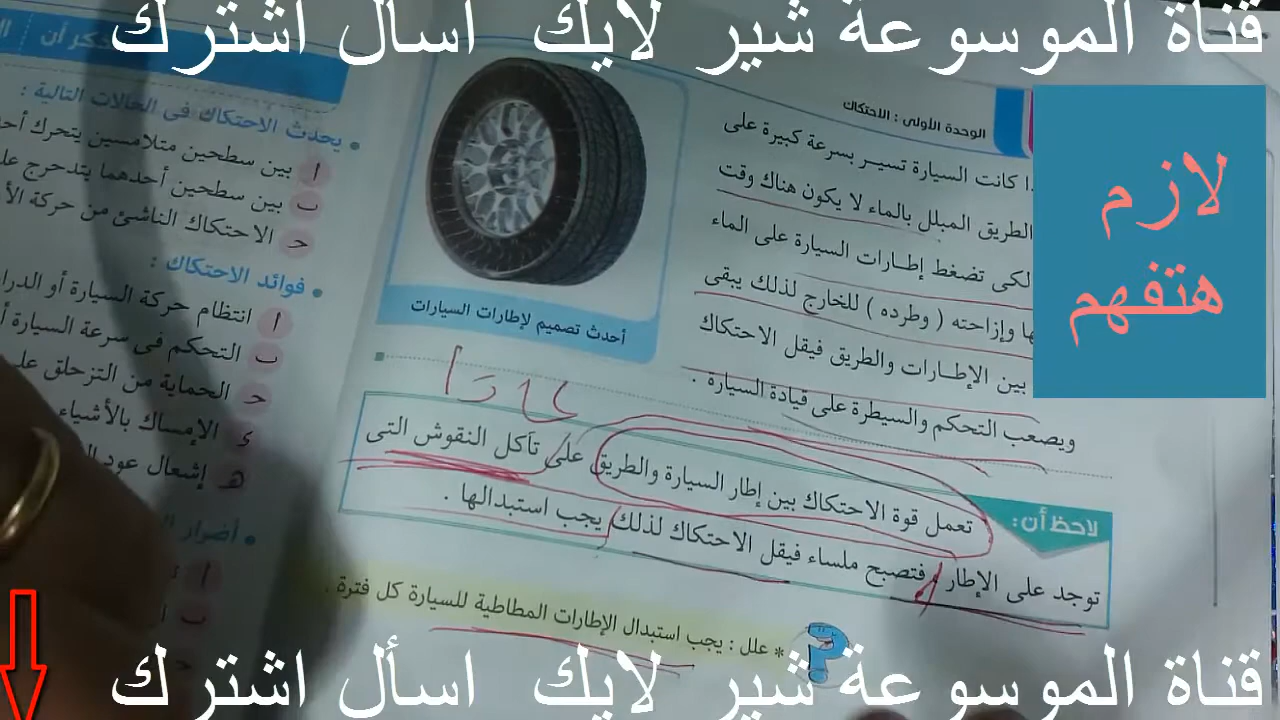 قناة الموسوعة شير لايك اسأل اشترك
لازم
هتفهم
الوحدة الأولى : الاحتكاك
كانت السيارة تسير بسرعة كبيرة على
الطريق المبلل بالماء لا يكون هناك وقت
لكى تضغط إطارات السيارة على الماء
وإزاحته ( وطرده ) للخارج لذلك يبقى
بين الإطارات والطريق فيقل الاحتكاك
ويصعب التحكم والسيطرة على قيادة السيارة .
أحدث تصميم لإطارات السيارات
لاحظ أن :
تعمل قوة الاحتكاك بين إطار السيارة والطريق على تآكل النقوش التى
توجد على الإطار فتصبح ملساء فيقل الاحتكاك لذلك يجب استبدالها .
* علل : يجب استبدال الإطارات المطاطية للسيارة كل فترة .
يحدث الاحتكاك فى الحالات التالية :
أ بين سطحين متلامسين يتحرك
ب بين سطحين أحدهما يتدحرج
ج الاحتكاك الناشئ من حركة
فوائد الاحتكاك :
أ انتظام حركة السيارة أو
ب التحكم فى سرعة السيارة
ج الحماية من التزحلق
د الإمساك بالأشياء
هـ إشعال عود
أضرار
أ
ب
قناة الموسوعة شير لايك اسأل اشترك